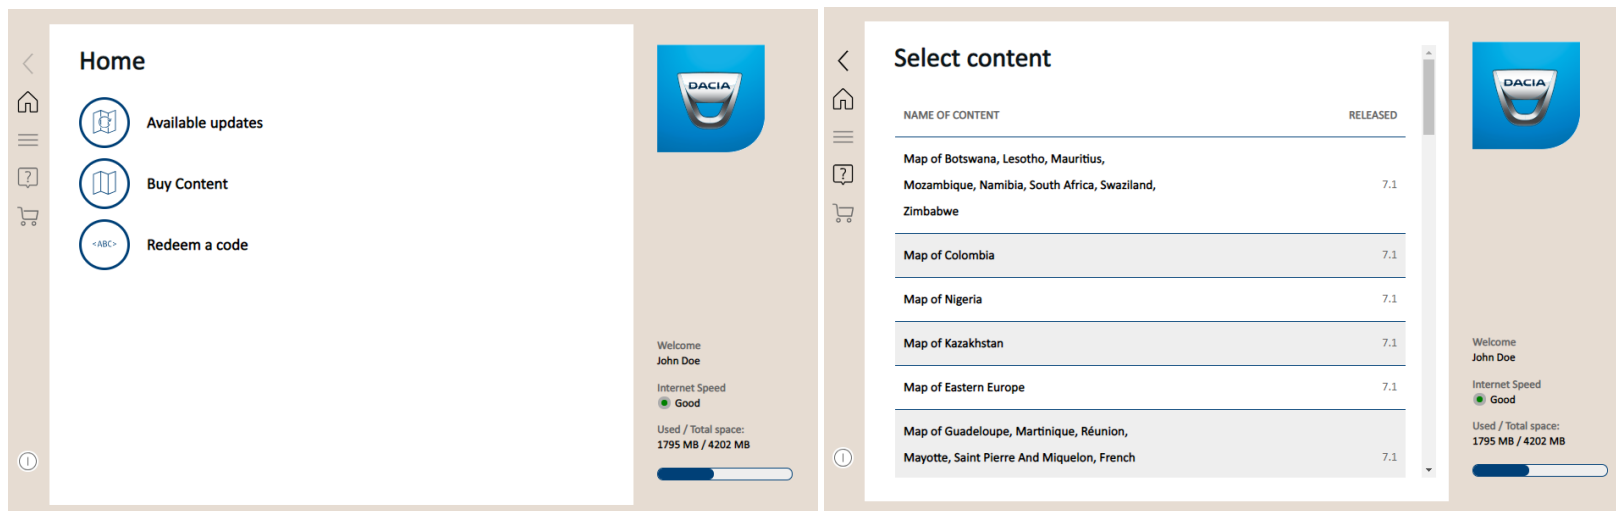 Home
Available updates
Buy Content
<ABC>
Redeem a code
DACIA
Welcome
John Doe
Internet Speed
Good
Used / Total space:
1795 MB / 4202 MB
Select content
NAME OF CONTENT RELEASED
Map of Botswana, Lesotho, Mauritius,
Mozambique, Namibia, South Africa, Swaziland, 7.1
Zimbabwe
Map of Colombia 7.1
Map of Nigeria 7.1
Map of Kazakhstan 7.1
Map of Eastern Europe 7.1
Map of Guadeloupe, Martinique, Réunion,
Mayotte, Saint Pierre And Miquelon, French 7.1
DACIA
Welcome
John Doe
Internet Speed
Good
Used / Total space:
1795 MB / 4202 MB